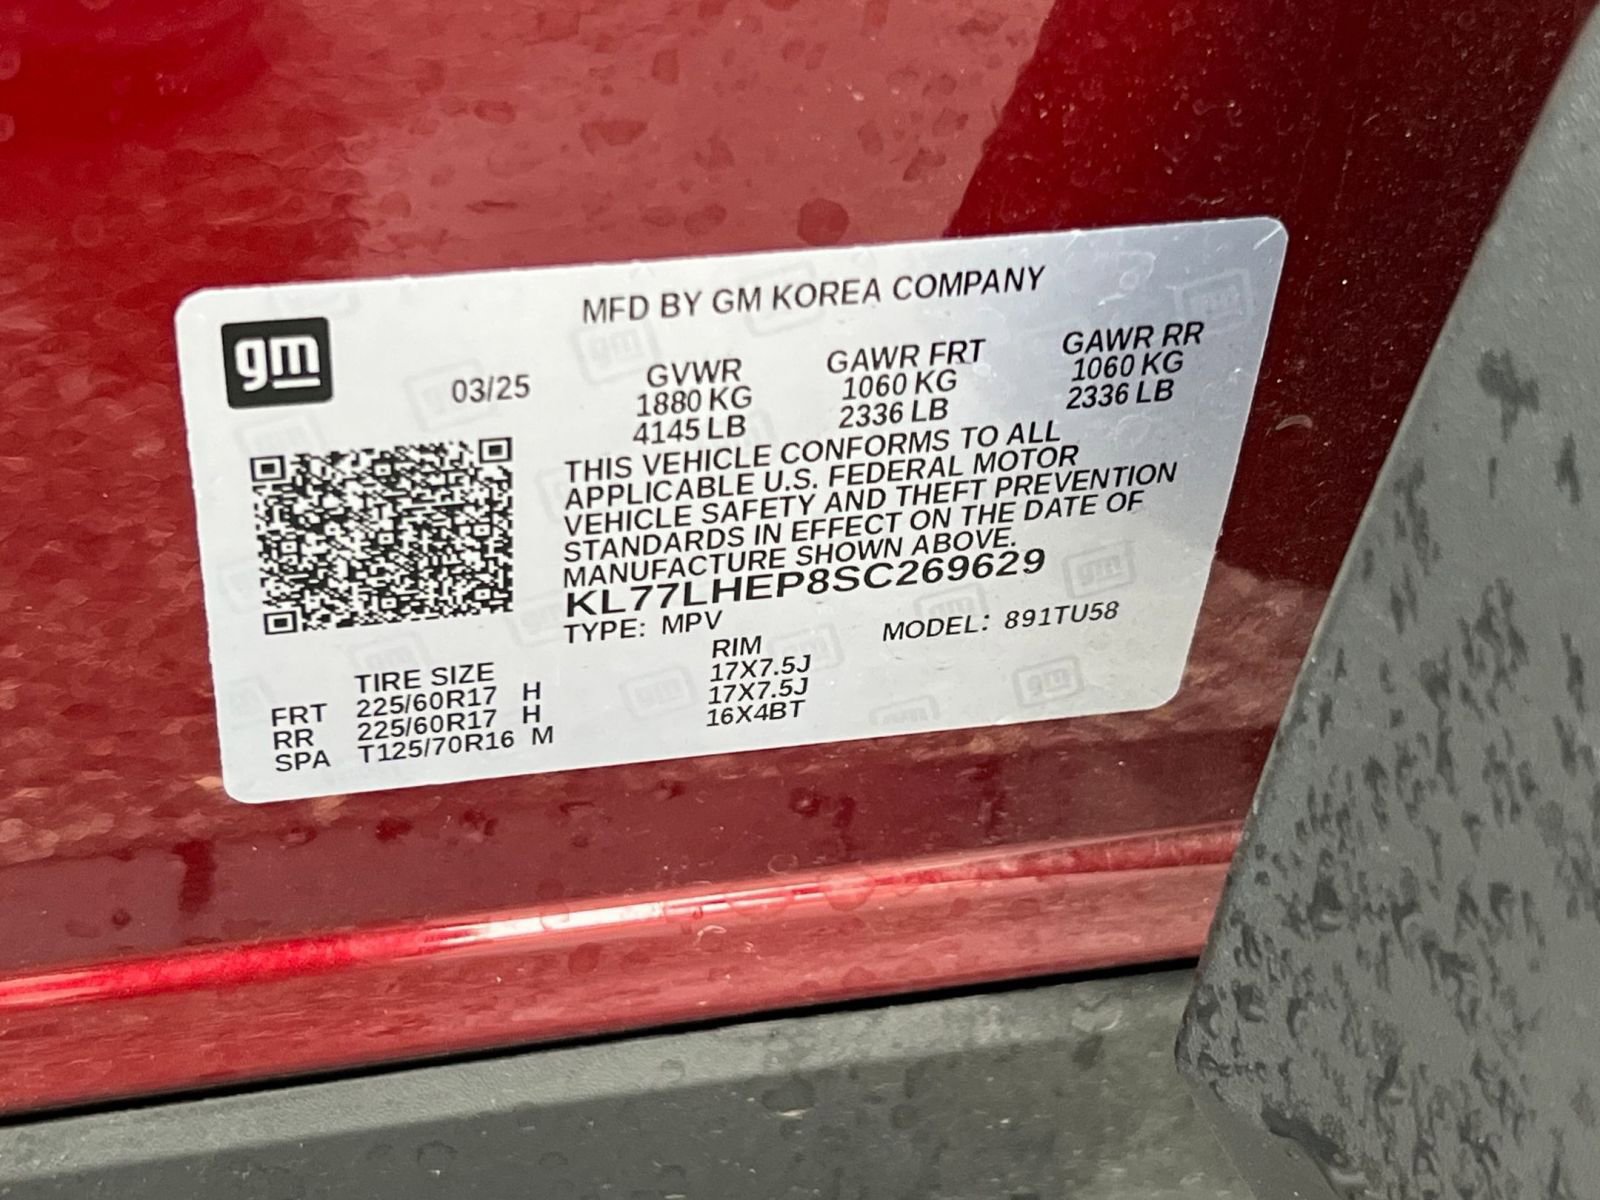 gm
MFD BY GM KOREA COMPANY
03/25
GVWR
1880 KG
4145 LB
GAWR FRT
1060 KG
2336 LB
GAWR RR
1060 KG
2336 LB
THIS VEHICLE CONFORMS TO ALL
APPLICABLE U.S. FEDERAL MOTOR
VEHICLE SAFETY AND THEFT PREVENTION
STANDARDS IN EFFECT ON THE DATE OF
MANUFACTURE SHOWN ABOVE.
KL77LHEP8SC269629
TYPE: MPV MODEL: 891TU58
TIRE SIZE RIM
FRT 225/60R17 H 17X7.5J
RR 225/60R17 H 17X7.5J
SPA T125/70R16 M 16X4BT